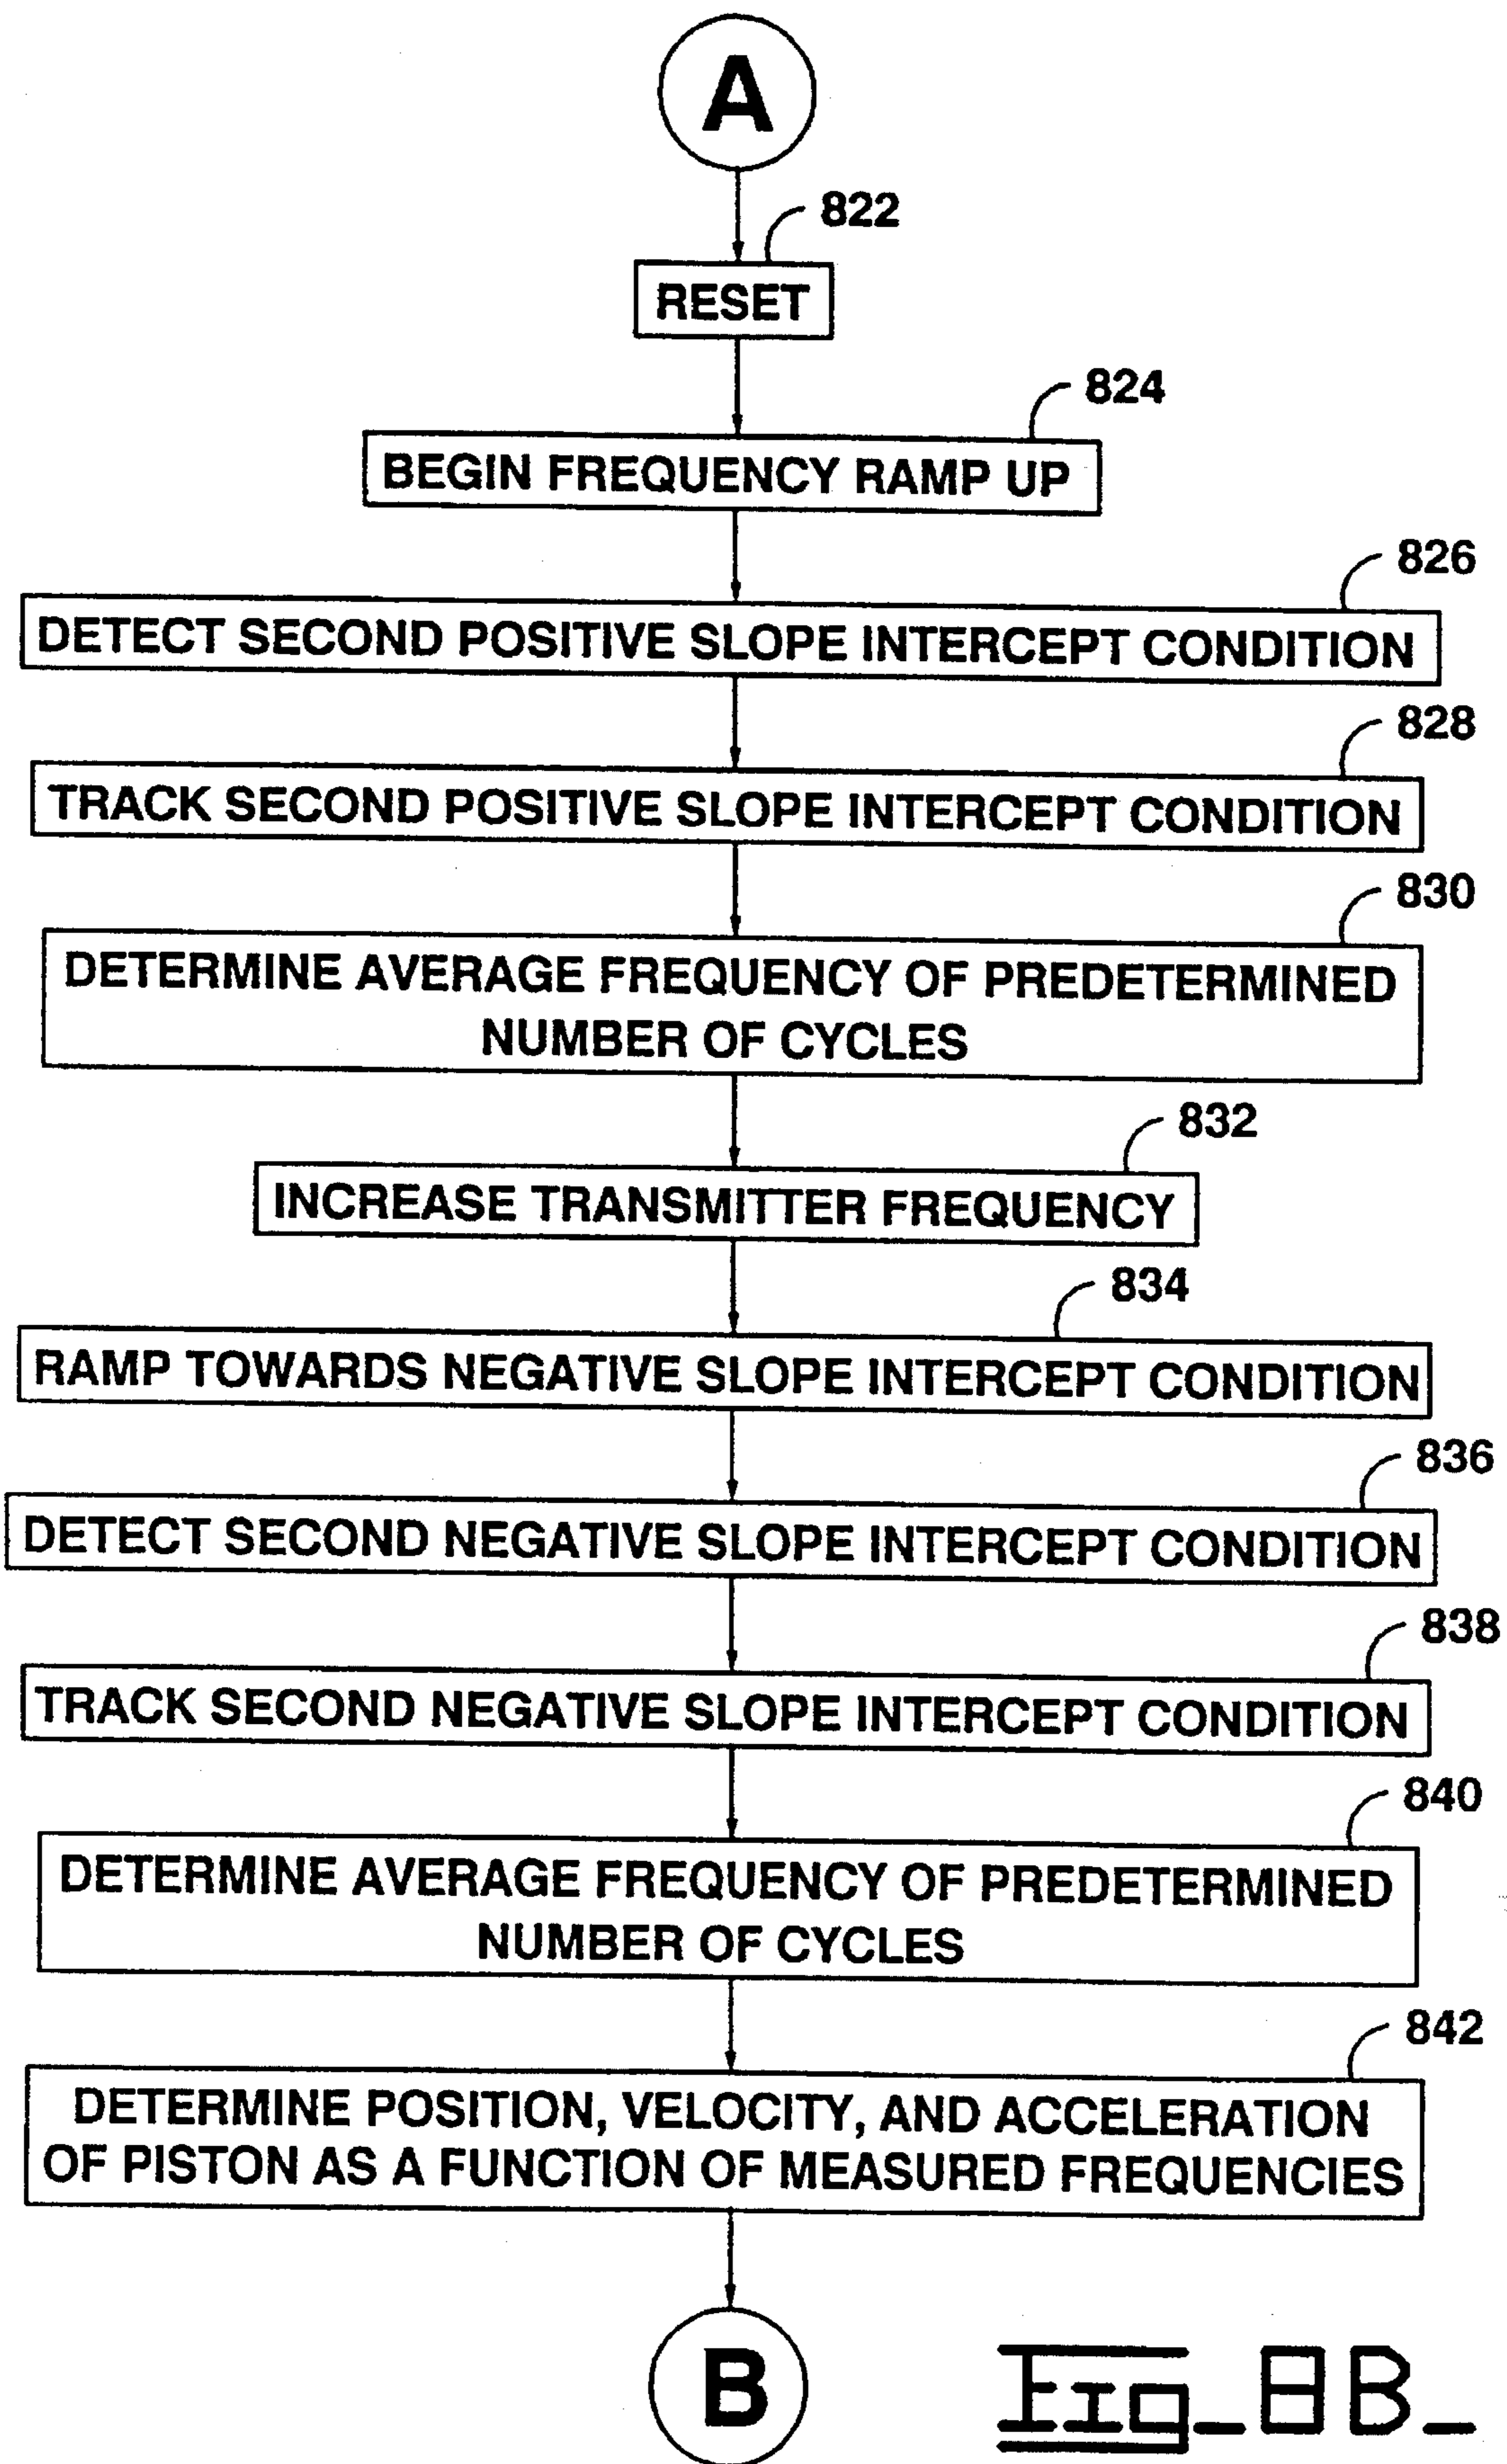 A
822
RESET
824
BEGIN FREQUENCY RAMP UP
826
DETECT SECOND POSITIVE SLOPE INTERCEPT CONDITION
828
TRACK SECOND POSITIVE SLOPE INTERCEPT CONDITION
830
DETERMINE AVERAGE FREQUENCY OF PREDETERMINED
NUMBER OF CYCLES
832
INCREASE TRANSMITTER FREQUENCY
834
RAMP TOWARDS NEGATIVE SLOPE INTERCEPT CONDITION
836
DETECT SECOND NEGATIVE SLOPE INTERCEPT CONDITION
838
TRACK SECOND NEGATIVE SLOPE INTERCEPT CONDITION
840
DETERMINE AVERAGE FREQUENCY OF PREDETERMINED
NUMBER OF CYCLES
842
DETERMINE POSITION, VELOCITY, AND ACCELERATION
OF PISTON AS A FUNCTION OF MEASURED FREQUENCIES
B
Fig_8B_